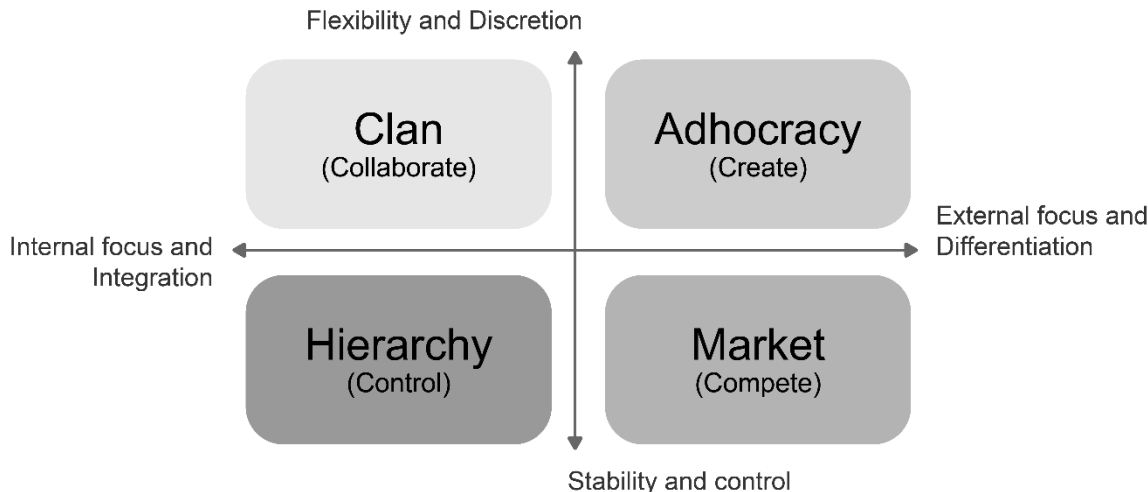 Flexibility and Discretion
Clan
(Collaborate)
Adhocracy
(Create)
Internal focus and
Integration
External focus and
Differentiation
Hierarchy
(Control)
Market
(Compete)
Stability and control